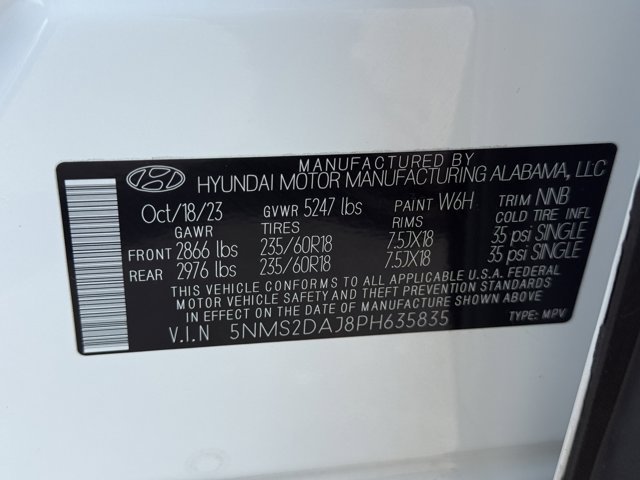 MANUFACTURED BY
HYUNDAI MOTOR MANUFACTURING ALABAMA, LLC
Oct/18/23 GVWR 5247 lbs PAINT W6H TRIM NNB
GAWR TIRES RIMS COLD TIRE INFL
FRONT 2866 lbs 235/60R18 7.5JX18 35 psi SINGLE
REAR 2976 lbs 235/60R18 7.5JX18 35 psi SINGLE
THIS VEHICLE CONFORMS TO ALL APPLICABLE U.S.A. FEDERAL
MOTOR VEHICLE SAFETY AND THEFT PREVENTION STANDARDS
IN EFFECT ON THE DATE OF MANUFACTURE SHOWN ABOVE.
V.I.N 5NMS2DAJ8PH635835 TYPE: MPV